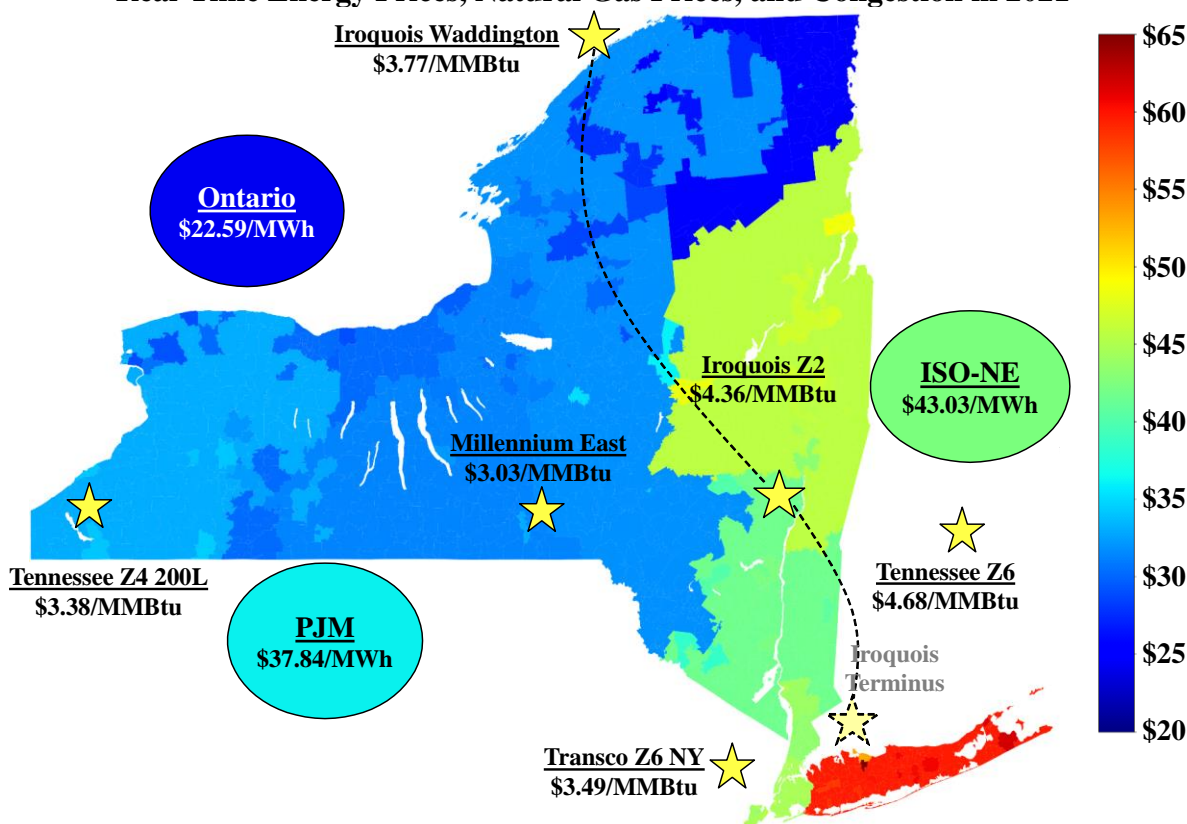 Iroquois Waddington
$3.77/MMBtu
Ontario
$22.59/MWh
Iroquois Z2
$4.36/MMBtu
ISO-NE
$43.03/MWh
Millennium East
$3.03/MMBtu
Tennessee Z4 200L
$3.38/MMBtu
PJM
$37.84/MWh
Tennessee Z6
$4.68/MMBtu
Iroquois
Terminus
Transco Z6 NY
$3.49/MMBtu
$65
$60
$55
$50
$45
$40
$35
$30
$25
$20